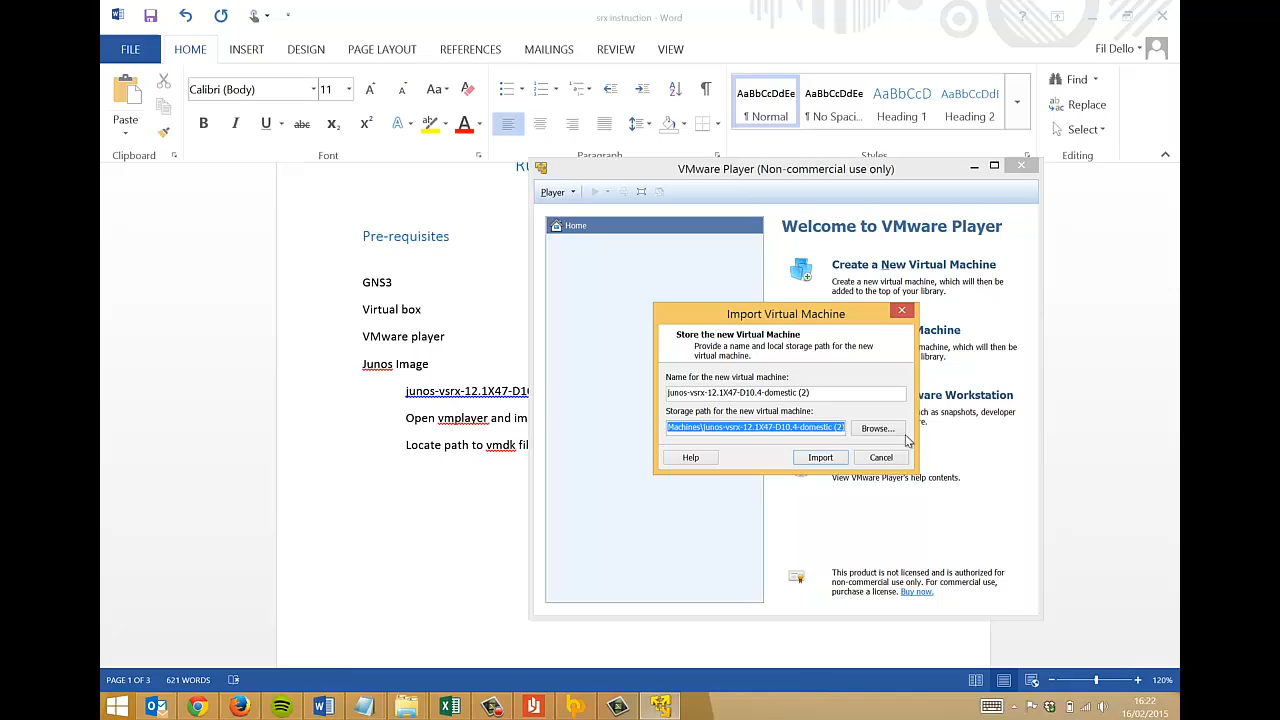 srx instruction - Word
FILE HOME INSERT DESIGN PAGE LAYOUT REFERENCES MAILINGS REVIEW VIEW Fil Dello
Calibri (Body) 11
Paste
Clipboard Font Paragraph Styles Editing
AaBbCcDdEe AaBbCcDdEe AaBbCcD AaBbCcDdI
¶ Normal ¶ No Spaci... Heading 1 Heading 2
Find
Replace
Select
Pre-requisites
GNS3
Virtual box
VMware player
Junos Image
junos-vsrx-12.1X47-D10
Open vmplayer and im
Locate path to vmdk fil
VMware Player (Non-commercial use only)
Player
Home
Welcome to VMware Player
Create a New Virtual Machine
Create a new virtual machine, which will then be
added to the top of your library.
Machine
machine, which will then be
library.
ware Workstation
such as snapshots, developer
View VMware Player's help contents.
This product is not licensed and is authorized for
non-commercial use only. For commercial use,
purchase a license. Buy now.
Import Virtual Machine
Store the new Virtual Machine
Provide a name and local storage path for the new
virtual machine.
Name for the new virtual machine:
junos-vsrx-12.1X47-D10.4-domestic (2)
Storage path for the new virtual machine:
Machines\junos-vsrx-12.1X47-D10.4-domestic (2)
Browse...
Help Import Cancel
PAGE 1 OF 3 621 WORDS 120%
16:22
16/02/2015